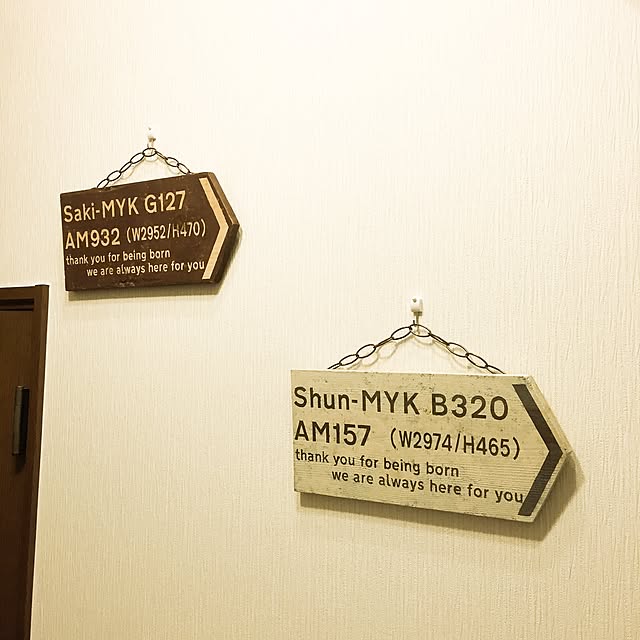 Saki-MYK G127
AM932 (W2952/H470)
thank you for being born
we are always here for you
Shun-MYK B320
AM157 (W2974/H465)
thank you for being born
we are always here for you